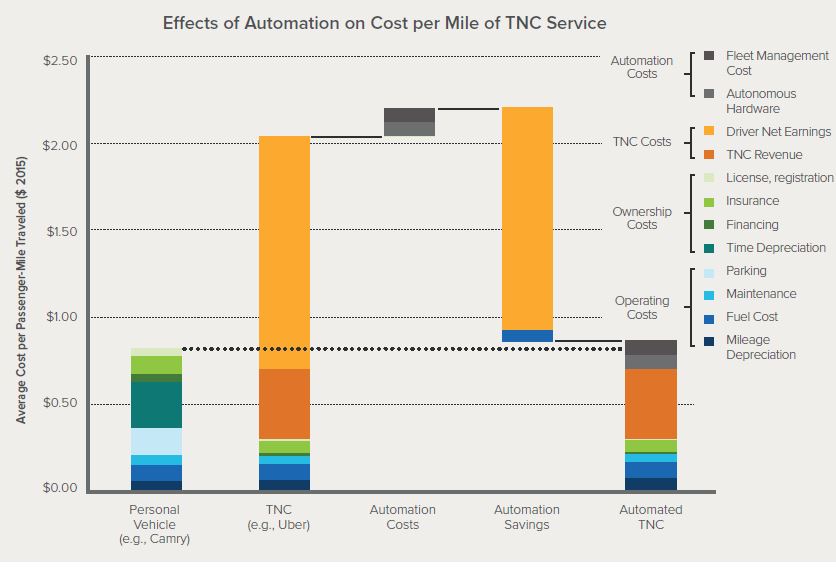 Effects of Automation on Cost per Mile of TNC Service
Average Cost per Passenger-Mile Traveled ($ 2015)
$2.50
$2.00
$1.50
$1.00
$0.50
$0.00
Personal
Vehicle
(e.g., Camry)
TNC
(e.g., Uber)
Automation
Costs
Automation
Savings
Automated
TNC
Automation
Costs
Fleet Management
Cost
Autonomous
Hardware
TNC Costs
Driver Net Earnings
TNC Revenue
Ownership
Costs
License, registration
Insurance
Financing
Time Depreciation
Operating
Costs
Parking
Maintenance
Fuel Cost
Mileage
Depreciation